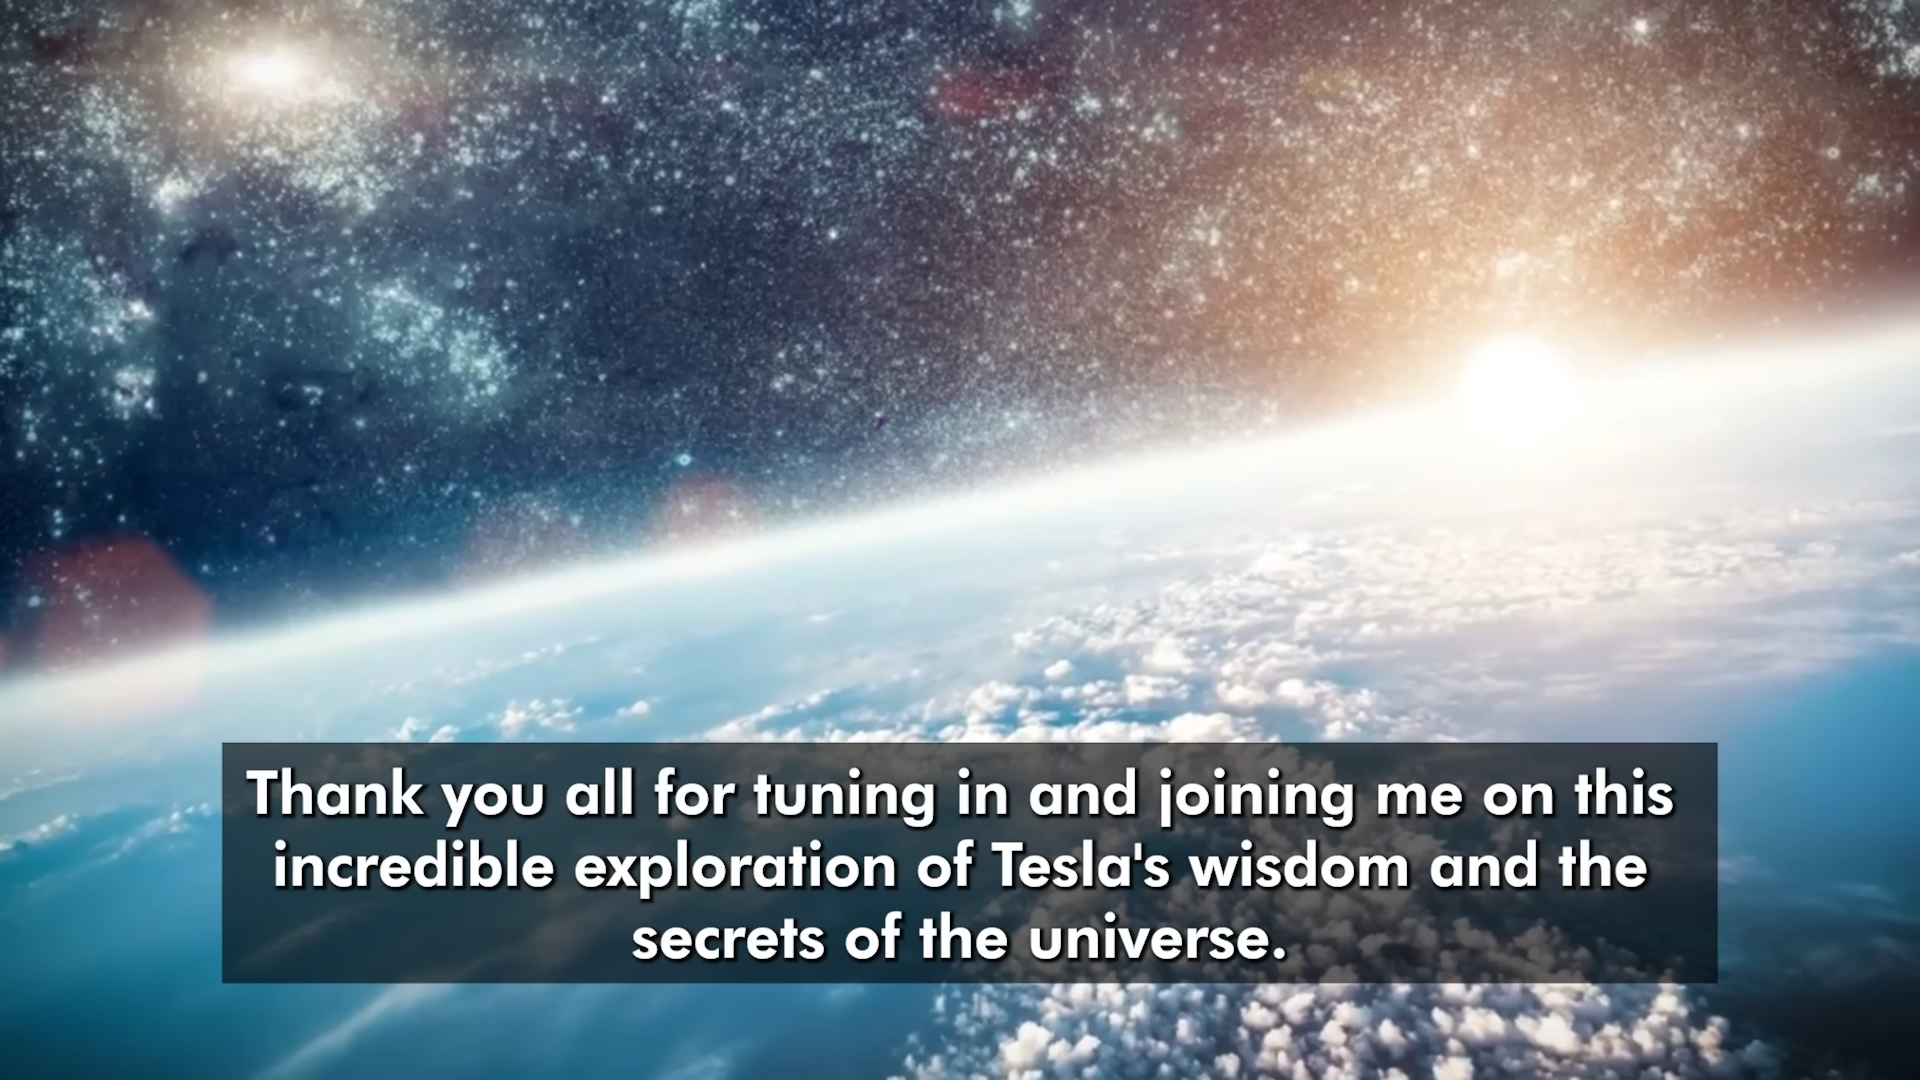 Thank you all for tuning in and joining me on this
incredible exploration of Tesla's wisdom and the
secrets of the universe.